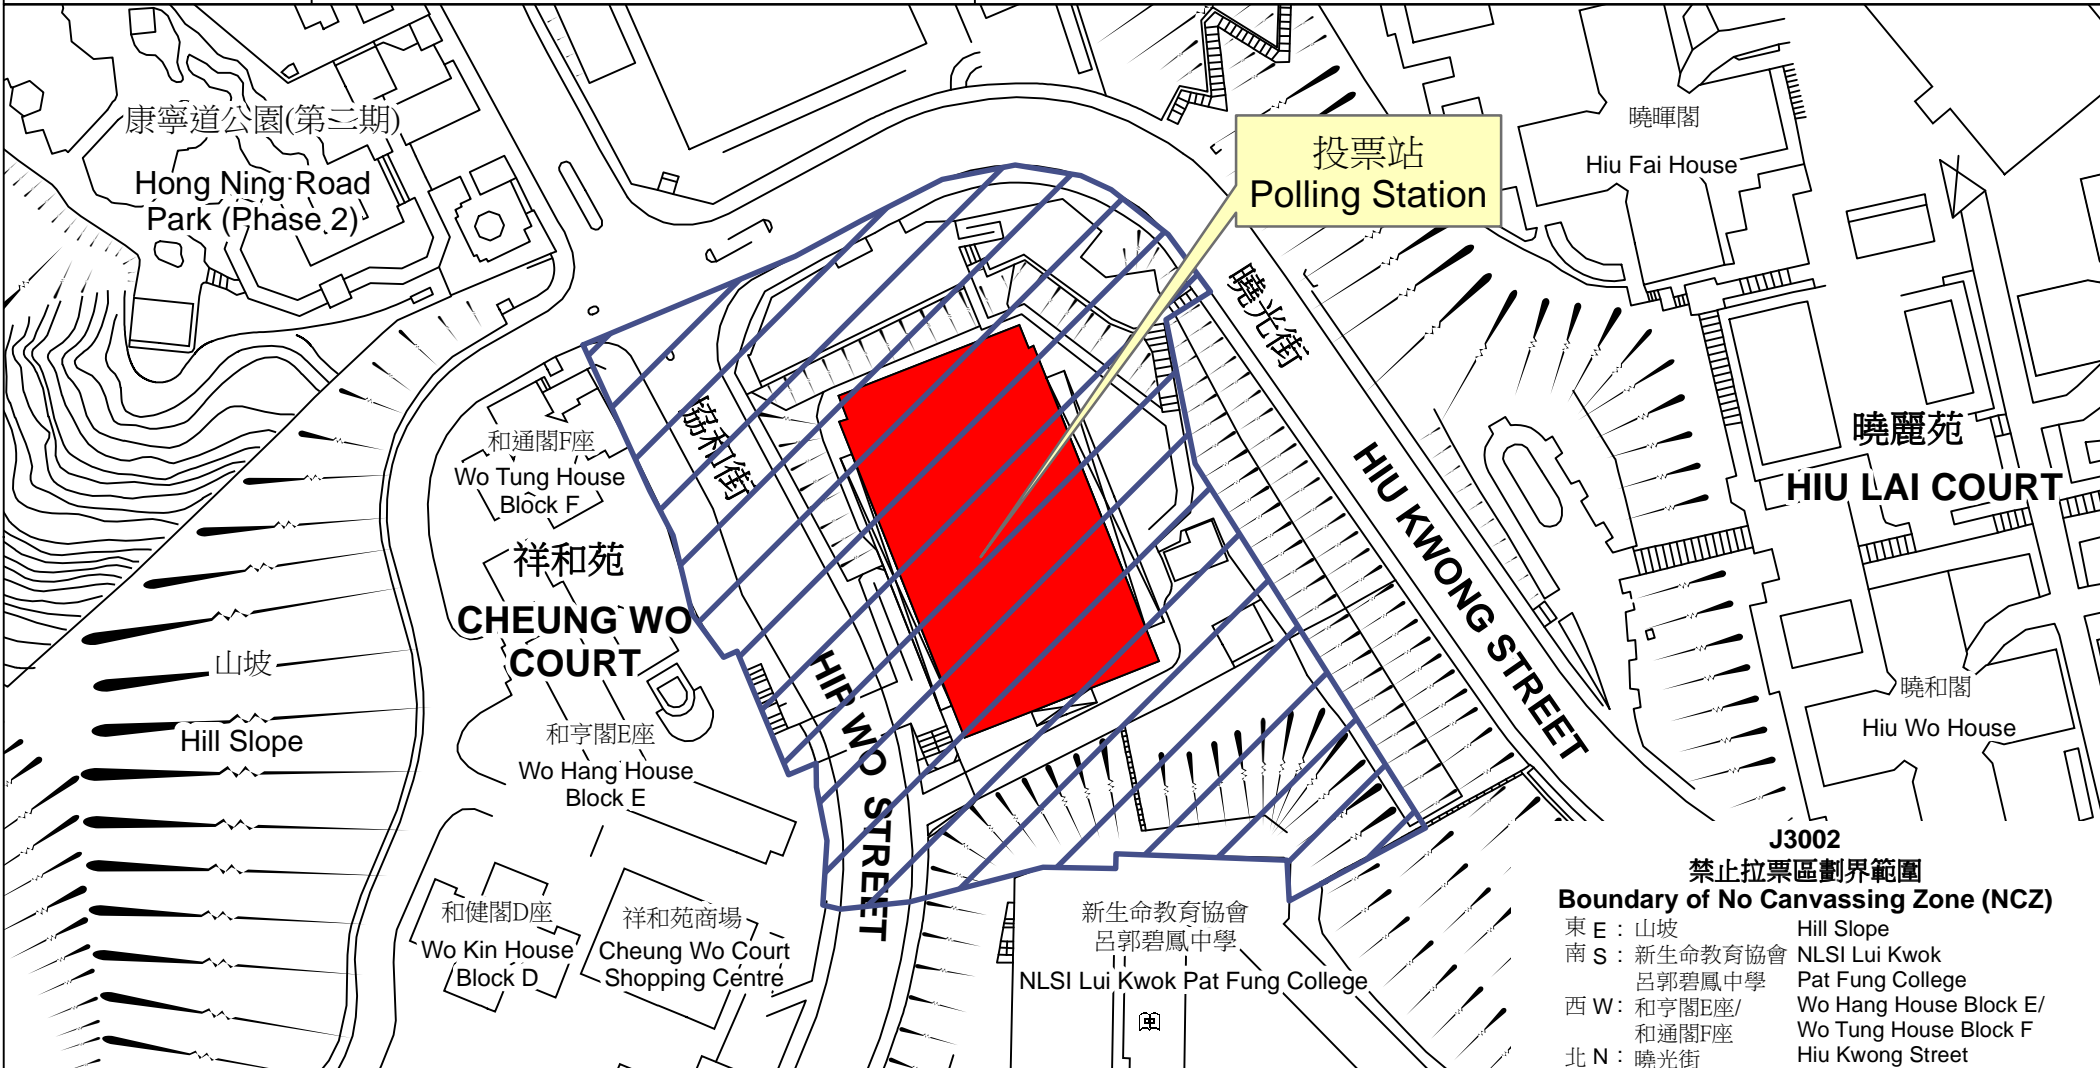 康寧道公園(第二期)
Hong Ning Road
Park (Phase 2)
投票站
Polling Station
曉暉閣
Hiu Fai House
曉光街
HIU KWONG STREET
曉麗苑
HIU LAI COURT
協和街
HIP WO STREET
和通閣F座
Wo Tung House
Block F
祥和苑
CHEUNG WO
COURT
山坡
Hill Slope
和亨閣E座
Wo Hang House
Block E
曉和閣
Hiu Wo House
和健閣D座
Wo Kin House
Block D
祥和苑商場
Cheung Wo Court
Shopping Centre
新生命教育協會
呂郭碧鳳中學
NLSI Lui Kwok Pat Fung College
J3002
禁止拉票區劃界範圍
Boundary of No Canvassing Zone (NCZ)
東 E : 山坡 Hill Slope
南 S : 新生命教育協會 NLSI Lui Kwok
呂郭碧鳳中學 Pat Fung College
西 W : 和亨閣E座/ Wo Hang House Block E/
和通閣F座 Wo Tung House Block F
北 N : 曉光街 Hiu Kwong Street